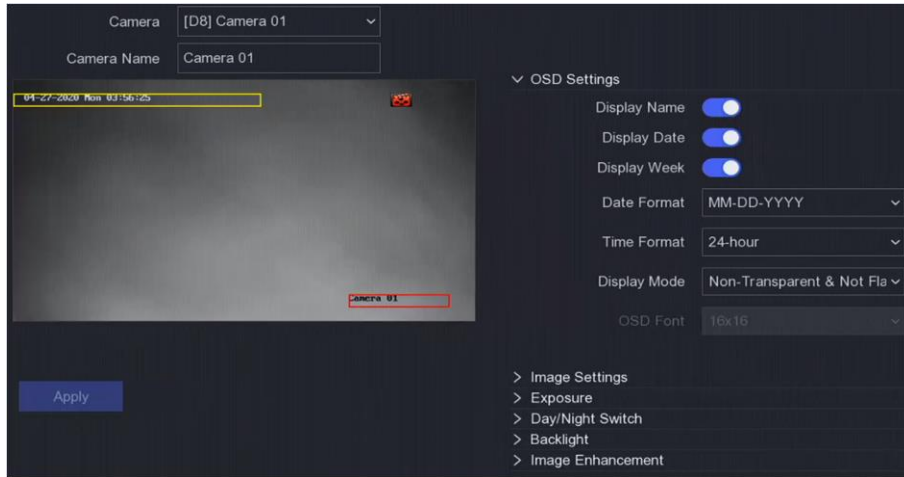 Camera [D8] Camera 01
Camera Name Camera 01
04-27-2020 Mon 03:56:25
Camera 01
Apply
OSD Settings
Display Name
Display Date
Display Week
Date Format MM-DD-YYYY
Time Format 24-hour
Display Mode Non-Transparent & Not Fla
OSD Font 16x16
Image Settings
Exposure
Day/Night Switch
Backlight
Image Enhancement